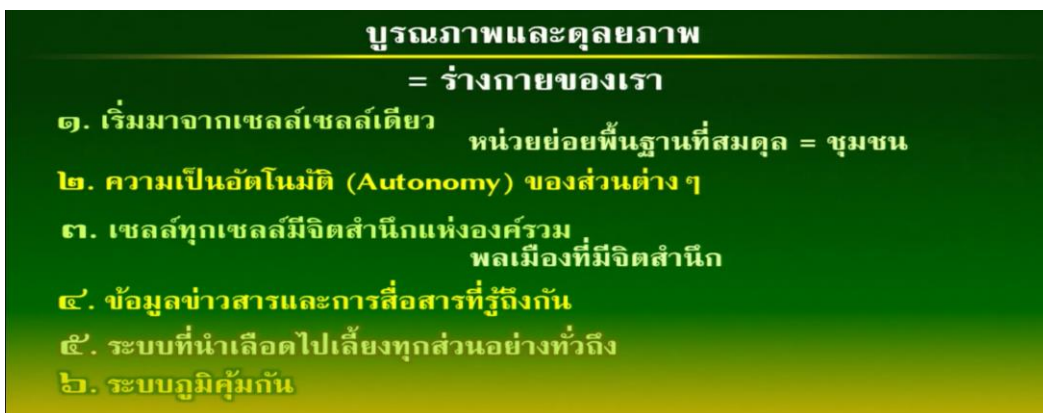 บูรณภาพและดุลยภาพ
= ร่างกายของเรา
๑. เริ่มมาจากเซลล์เซลล์เดียว
หน่วยย่อยพื้นฐานที่สมดุล = ชุมชน
๒. ความเป็นอัตโนมัติ (Autonomy) ของส่วนต่าง ๆ
๓. เซลล์ทุกเซลล์มีจิตสำนึกแห่งองค์รวม
พลเมืองที่มีจิตสำนึก
๔. ข้อมูลข่าวสารและการสื่อสารที่รู้ถึงกัน
๕. ระบบที่นำเลือดไปเลี้ยงทุกส่วนอย่างทั่วถึง
๖. ระบบภูมิคุ้มกัน